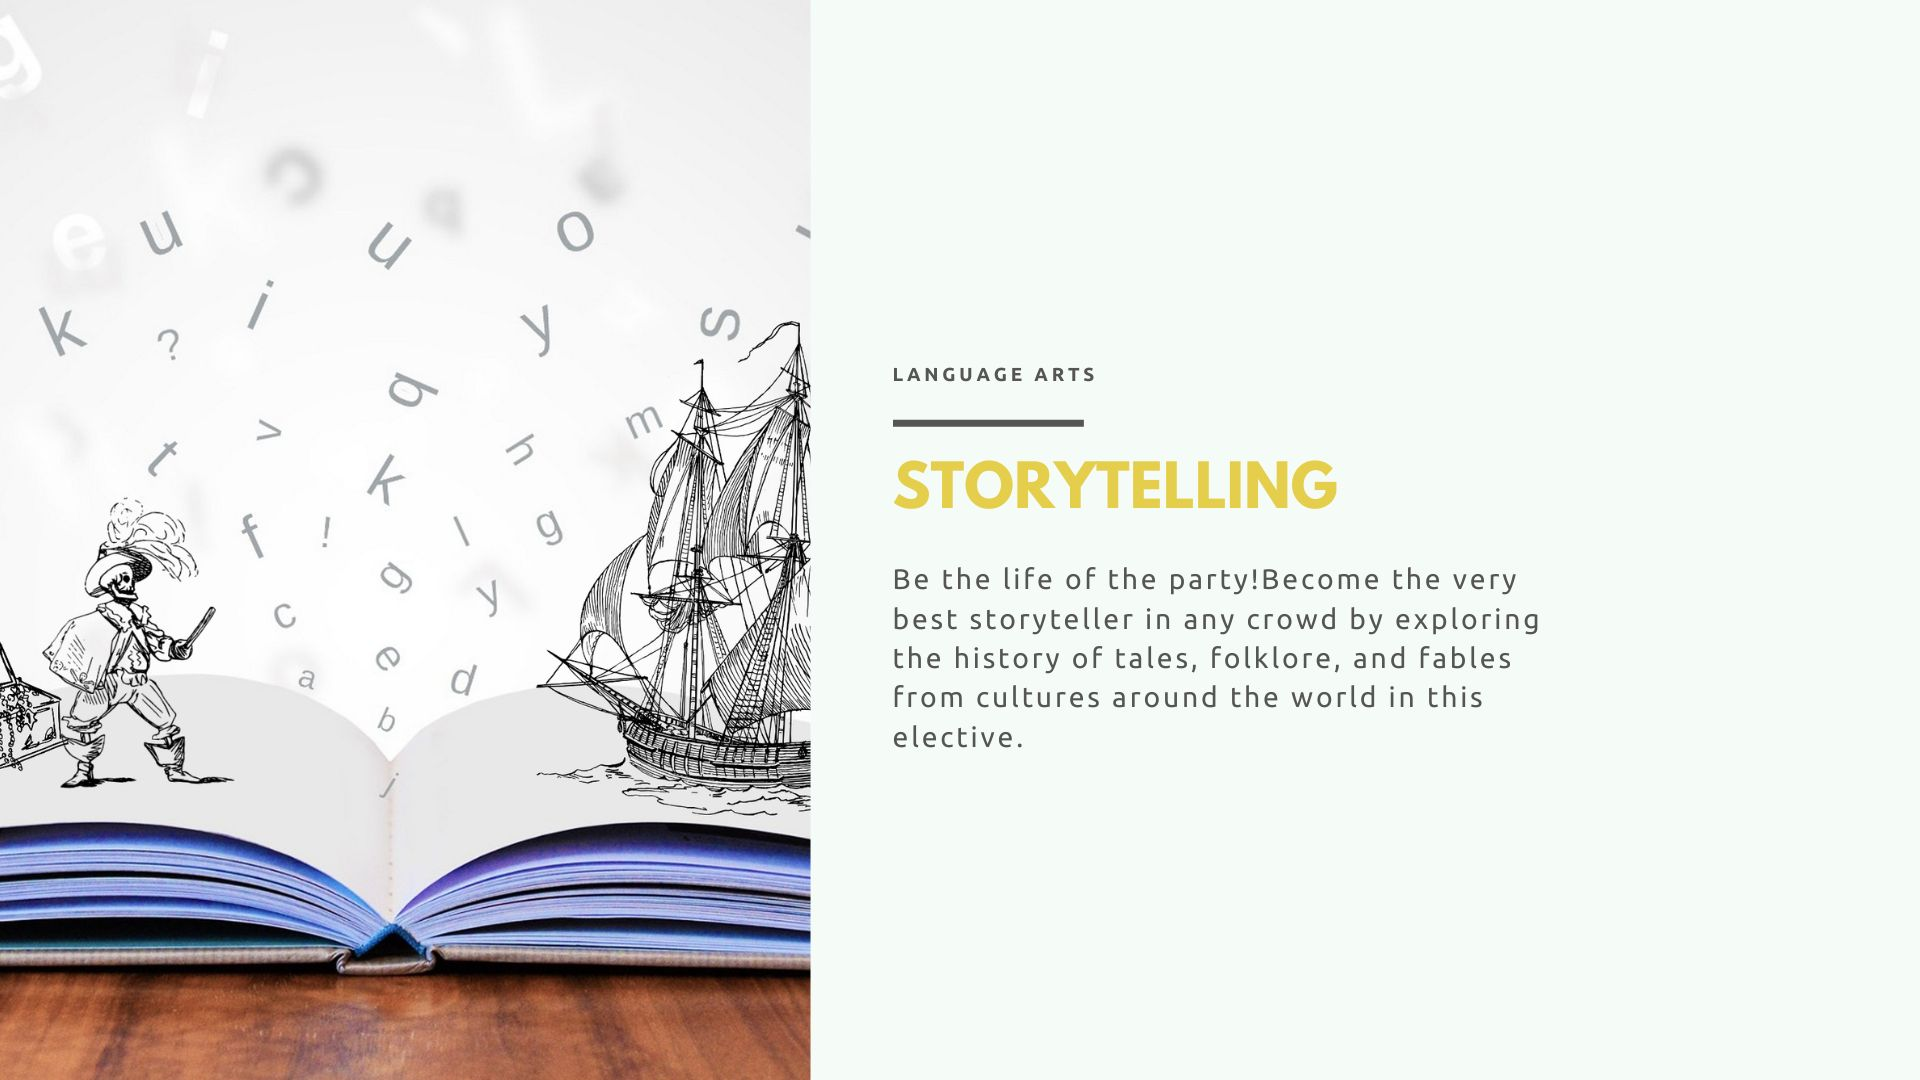 g
i
e u u o
k ? i y s
q
t v k h m
f ! l g
g y
c
a e d
b
j
LANGUAGE ARTS
STORYTELLING
Be the life of the party!Become the very
best storyteller in any crowd by exploring
the history of tales, folklore, and fables
from cultures around the world in this
elective.